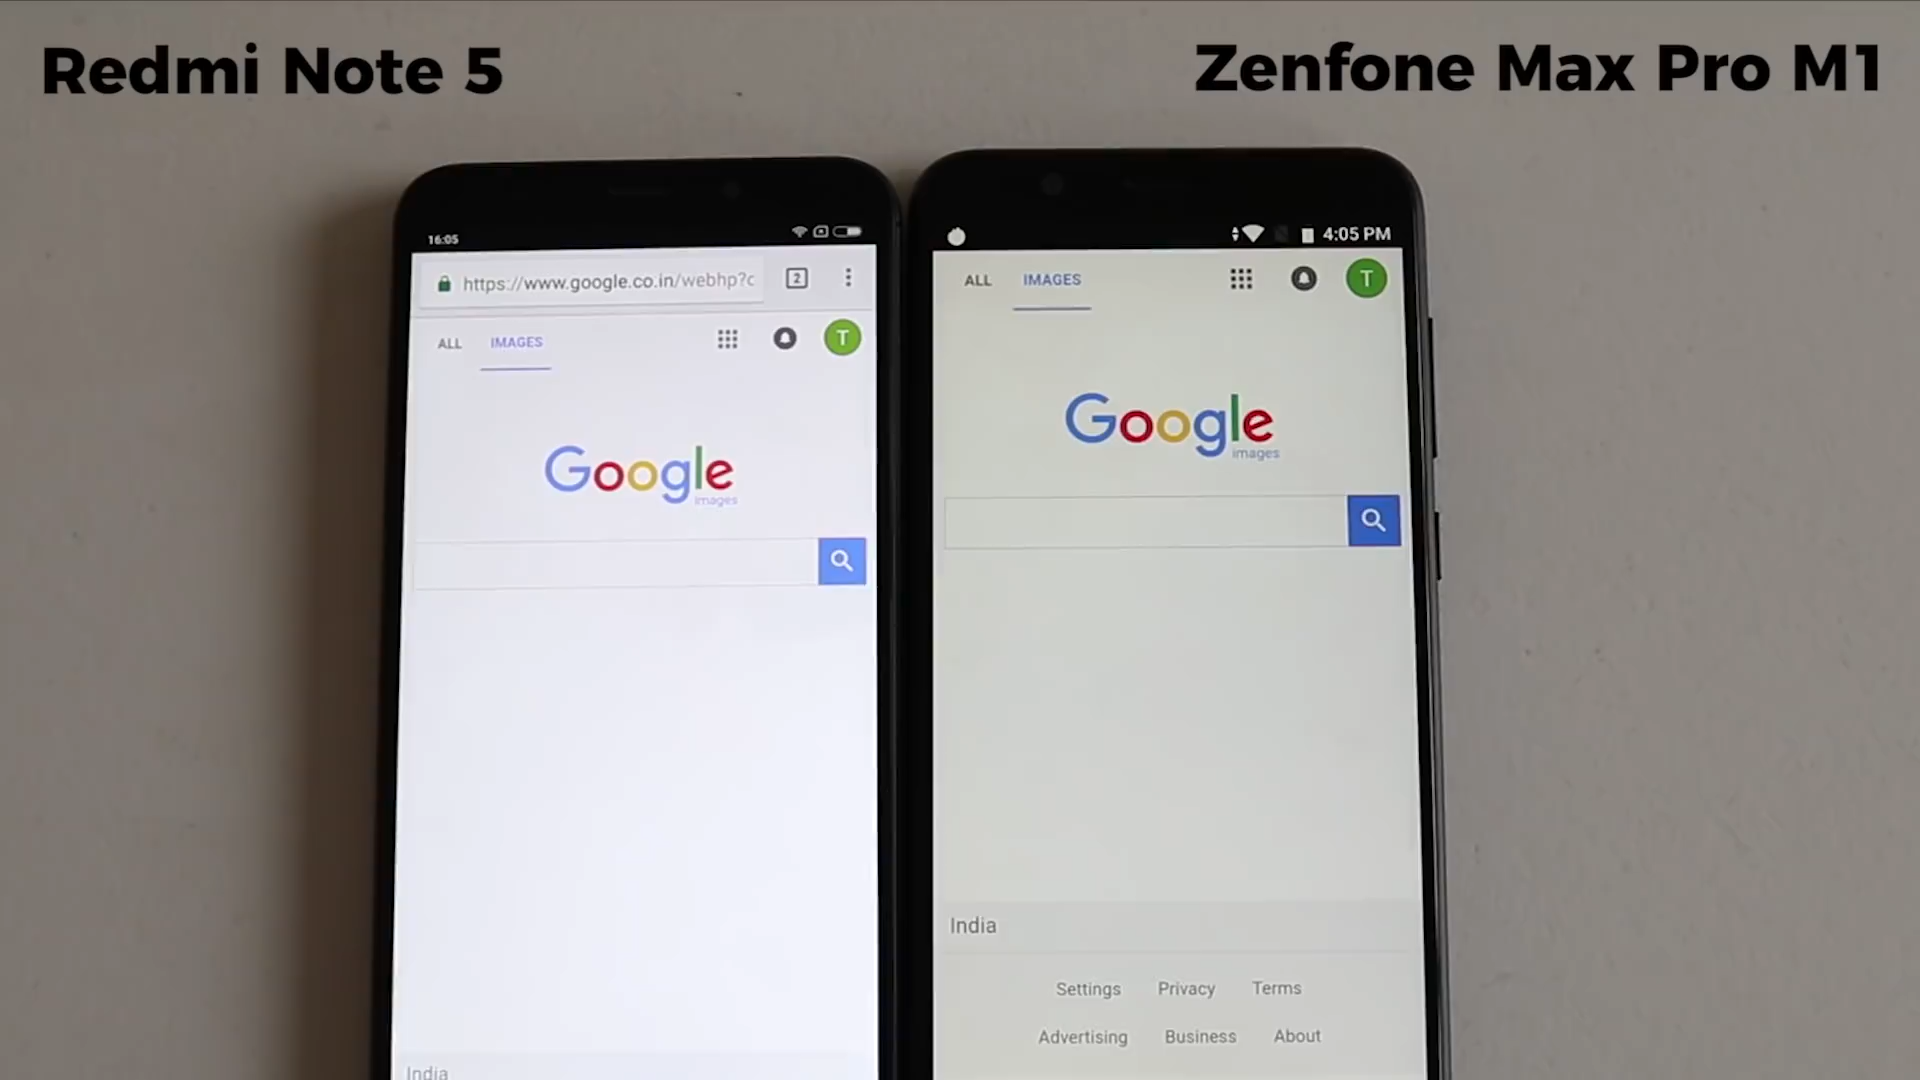 Redmi Note 5
Zenfone Max Pro M1
16:05
https://www.google.co.in/webhp?c
2
ALL IMAGES
T
Google
images
India
4:05 PM
ALL IMAGES
T
Google
images
India
Settings Privacy Terms
Advertising Business About